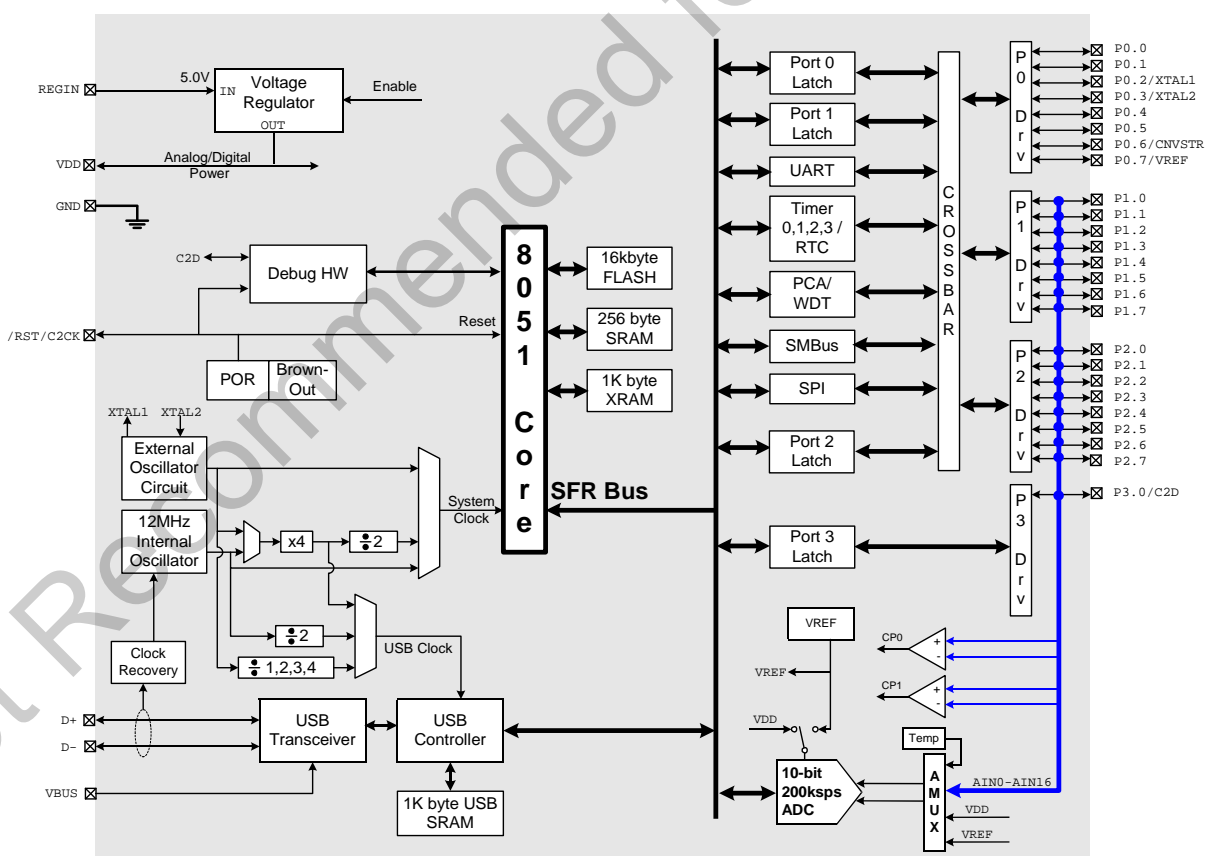 REGIN
5.0V
IN
Voltage
Regulator
OUT
Enable
VDD
Analog/Digital
Power
GND
C2D
Debug HW
/RST/C2CK
Reset
POR
Brown-
Out
XTAL1
XTAL2
External
Oscillator
Circuit
12MHz
Internal
Oscillator
x4
÷2
System
Clock
÷2
÷ 1,2,3,4
USB Clock
Clock
Recovery
D+
D-
VBUS
USB
Transceiver
USB
Controller
1K byte USB
SRAM
8051 Core
16kbyte
FLASH
256 byte
SRAM
1K byte
XRAM
SFR Bus
Port 0
Latch
Port 1
Latch
UART
Timer
0,1,2,3 /
RTC
PCA/
WDT
SMBus
SPI
Port 2
Latch
Port 3
Latch
CROSSBAR
P0 Drv
P0.0
P0.1
P0.2/XTAL1
P0.3/XTAL2
P0.4
P0.5
P0.6/CNVSTR
P0.7/VREF
P1 Drv
P1.0
P1.1
P1.2
P1.3
P1.4
P1.5
P1.6
P1.7
P2 Drv
P2.0
P2.1
P2.2
P2.3
P2.4
P2.5
P2.6
P2.7
P3 Drv
P3.0/C2D
VREF
VREF
VDD
CP0
+
-
CP1
+
-
Temp
10-bit
200ksps
ADC
AMUX
AIN0-AIN16
VDD
VREF
Recommended